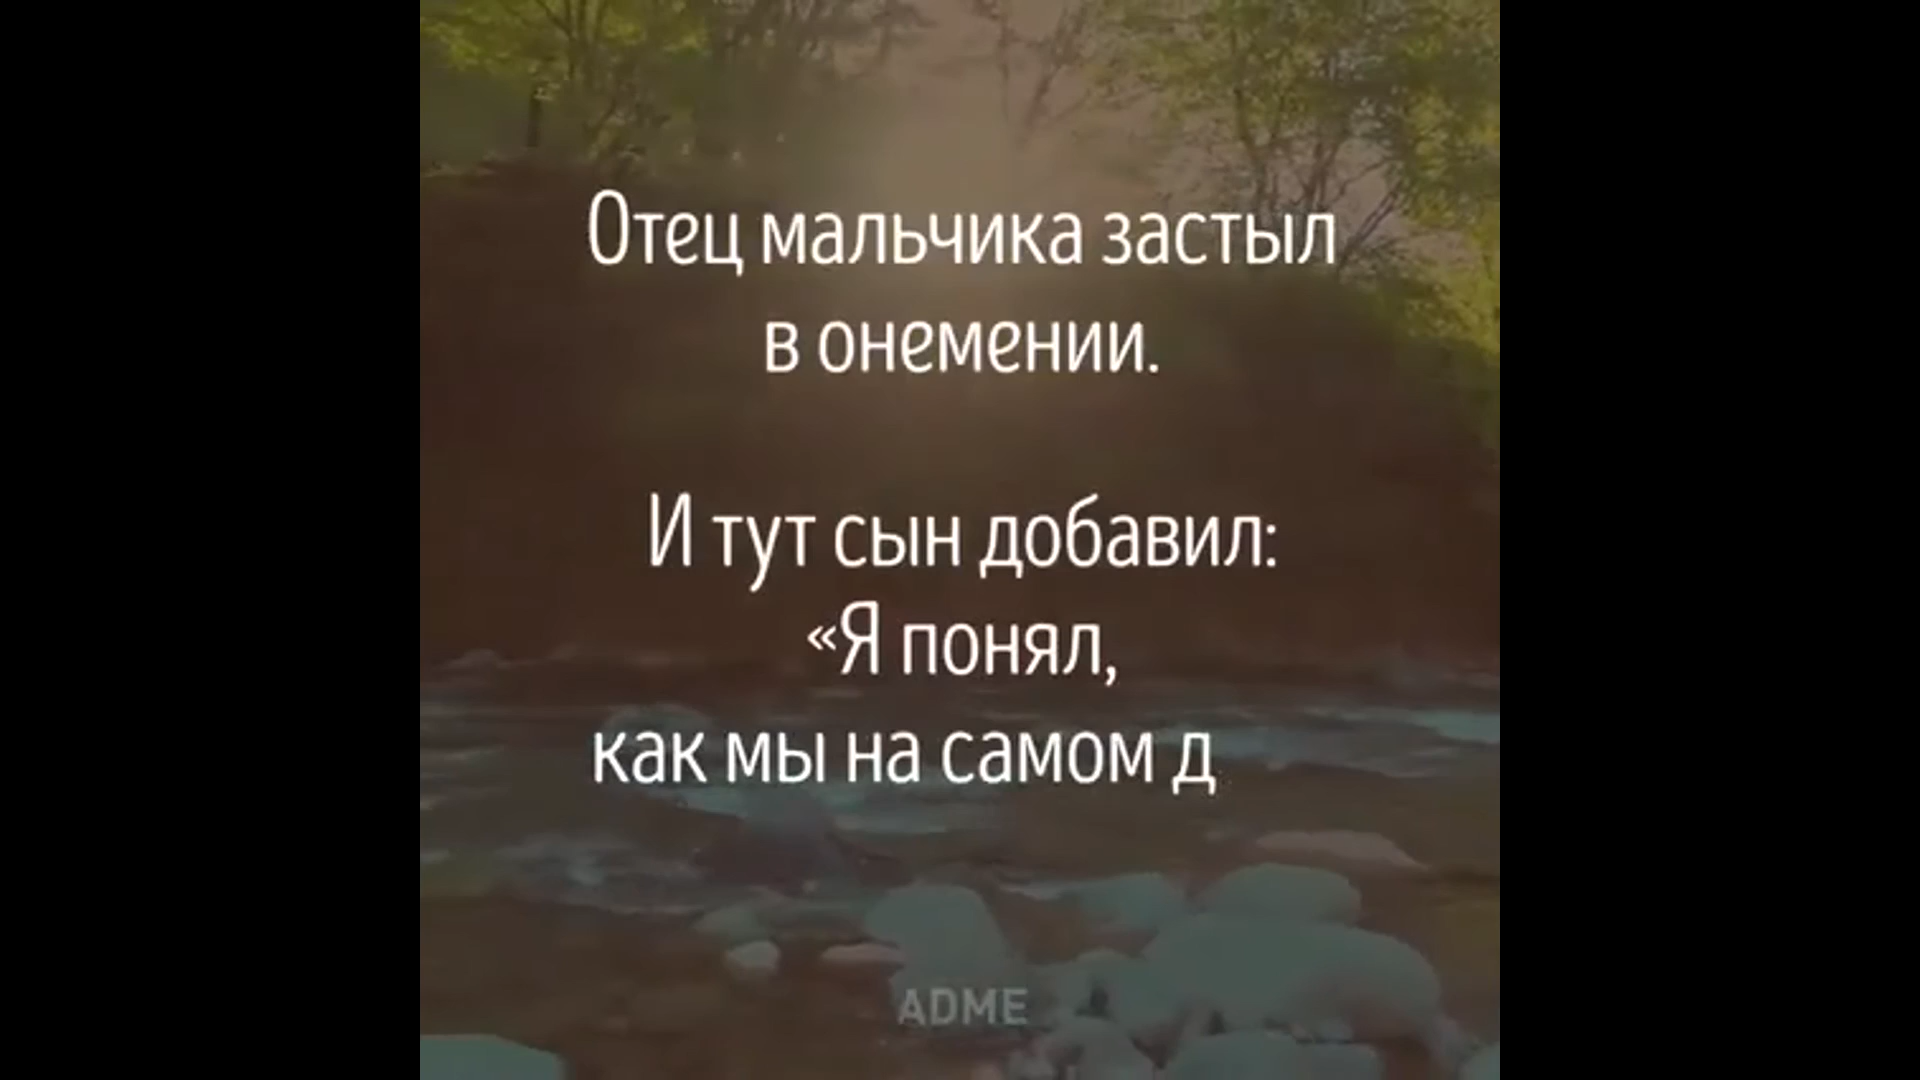 Отец мальчика застыл
в онемении.
И тут сын добавил:
«Я понял,
как мы на самом д
ADME